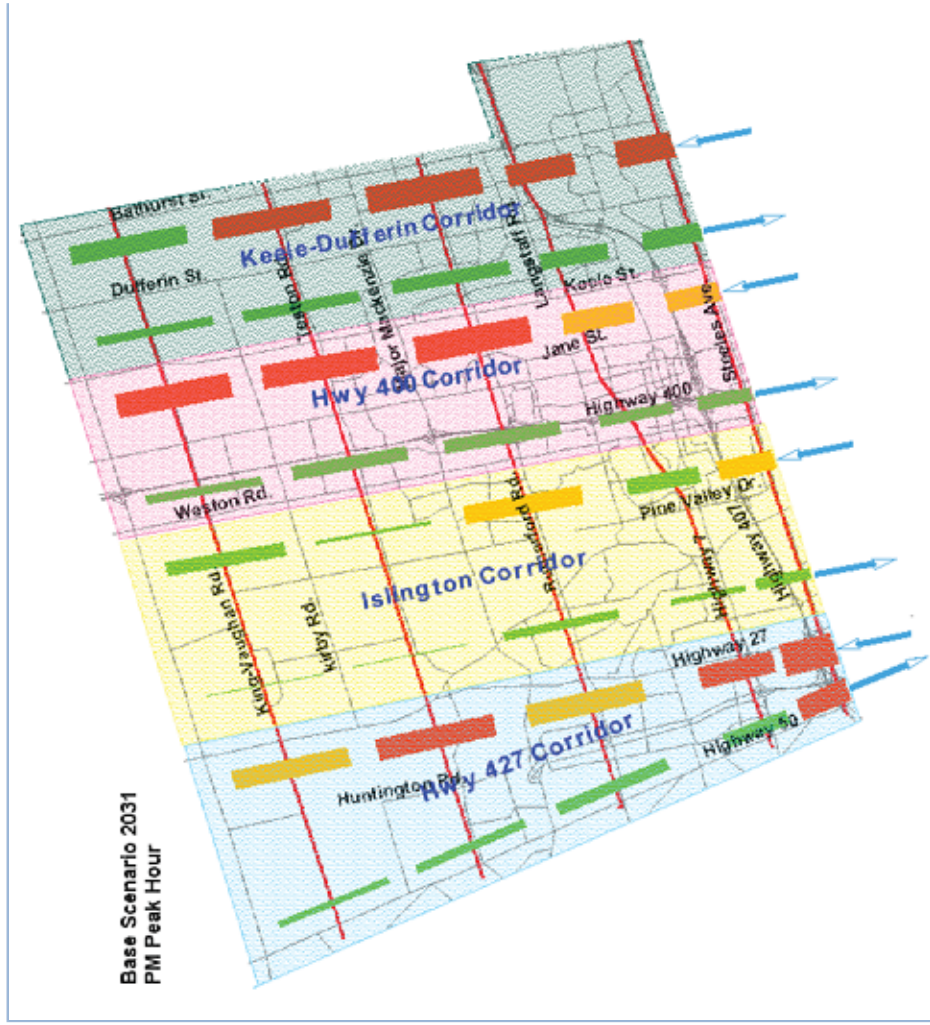 Bathurst St.
Keele-Dufferin Corridor
Dufferin St
Teston Rd.
Major Mackenzie Dr
Langstaff Rd.
Keele St.
Steeles Ave
Jane St.
Hwy 400 Corridor
Highway 400
Weston Rd.
Rutherford Rd.
Pine Valley Dr.
Highway 407
Highway 7
Islington Corridor
King-Vaughan Rd.
Kirby Rd.
Highway 27
Highway 50
Hwy 427 Corridor
Huntington Rd.
Base Scenario 2031
PM Peak Hour